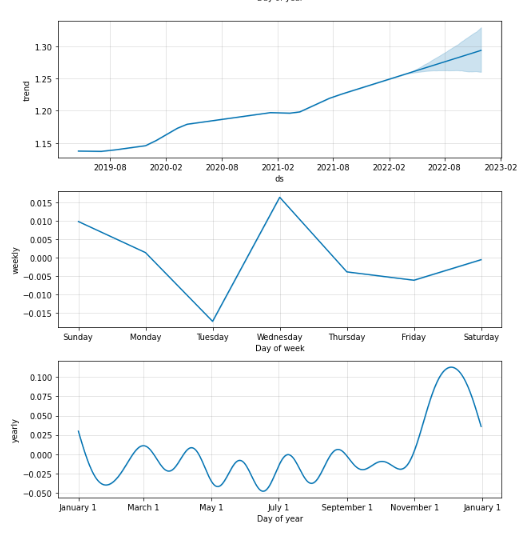 Day of year
1.30
1.25
1.20
1.15
trend
2019-08 2020-02 2020-08 2021-02 2021-08 2022-02 2022-08 2023-02
ds
0.015
0.010
0.005
0.000
−0.005
−0.010
−0.015
weekly
Sunday Monday Tuesday Wednesday Thursday Friday Saturday
Day of week
0.100
0.075
0.050
0.025
0.000
−0.025
−0.050
yearly
January 1 March 1 May 1 July 1 September 1 November 1 January 1
Day of year